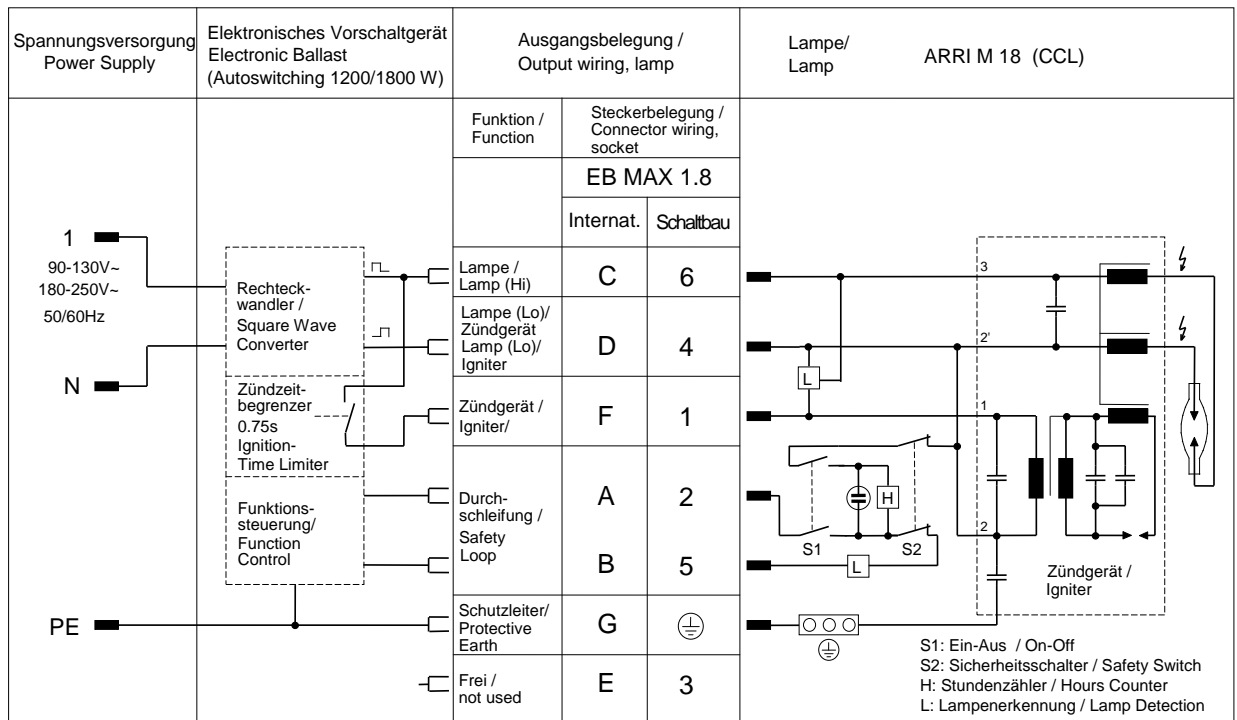 Spannungsversorgung
Power Supply
Elektronisches Vorschaltgerät
Electronic Ballast
(Autoswitching 1200/1800 W)
Ausgangsbelegung /
Output wiring, lamp
Lampe/
Lamp
ARRI M 18 (CCL)
Funktion /
Function
Steckerbelegung /
Connector wiring,
socket
EB MAX 1.8
Internat.
Schaltbau
1
90-130V~
180-250V~
50/60Hz
N
PE
Rechteck-
wandler /
Square Wave
Converter
Zündzeit-
begrenzer
0.75s
Ignition-
Time Limiter
Funktions-
steuerung/
Function
Control
Lampe /
Lamp (Hi)
C
6
Lampe (Lo)/
Zündgerät
Lamp (Lo)/
Igniter
D
4
Zündgerät /
Igniter/
F
1
Durch-
schleifung /
Safety
Loop
A
2
B
5
Schutzleiter/
Protective
Earth
G
Frei /
not used
E
3
3
2'
L
1
H
2
S1
S2
L
Zündgerät /
Igniter
S1: Ein-Aus / On-Off
S2: Sicherheitsschalter / Safety Switch
H: Stundenzähler / Hours Counter
L: Lampenerkennung / Lamp Detection